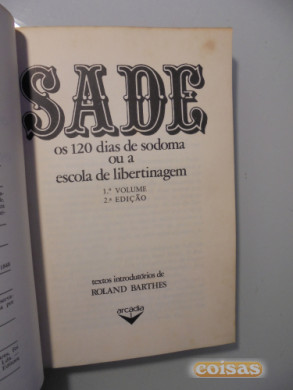 SADE
os 120 dias de sodoma
ou a
escola de libertinagem
1.º VOLUME
2.ª EDIÇÃO
textos introdutórios de
ROLAND BARTHES
arcádia
coisas